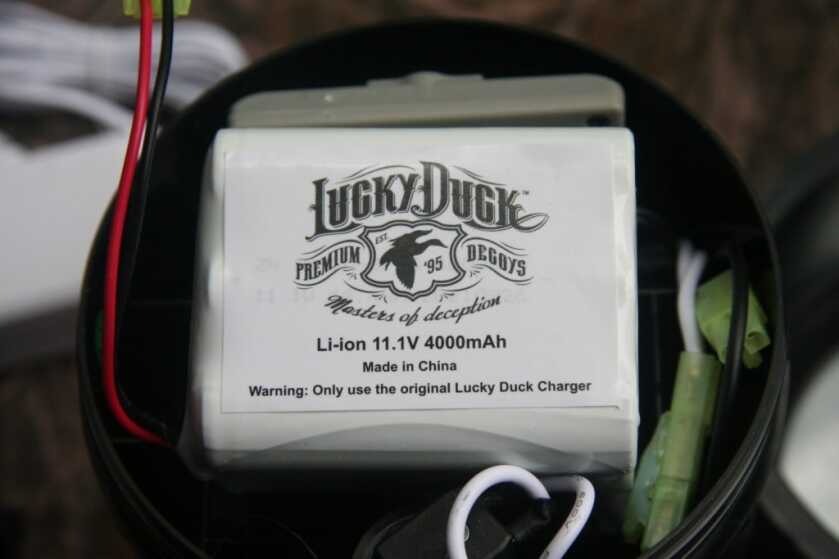 LUCKY DUCK™
EST. '95
PREMIUM DECOYS
Masters of deception
Li-ion 11.1V 4000mAh
Made in China
Warning: Only use the original Lucky Duck Charger